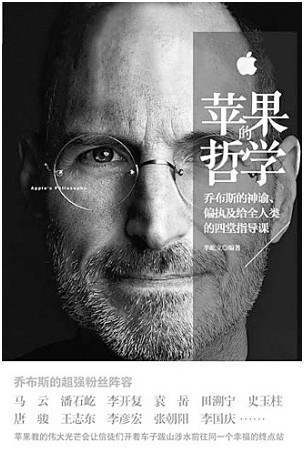 苹果
的
哲学
乔布斯的神谕、
偏执及给全人类
的四堂指导课
Apple's Philosophy
乔布斯的超强粉丝阵容
马云 潘石屹 李开复 袁岳 田溯宁 史玉柱
唐骏 王志东 李彦宏 张朝阳 李国庆 ……
苹果教的伟大光芒会让信徒们开着车子跋山涉水前往同一个幸福的终点站